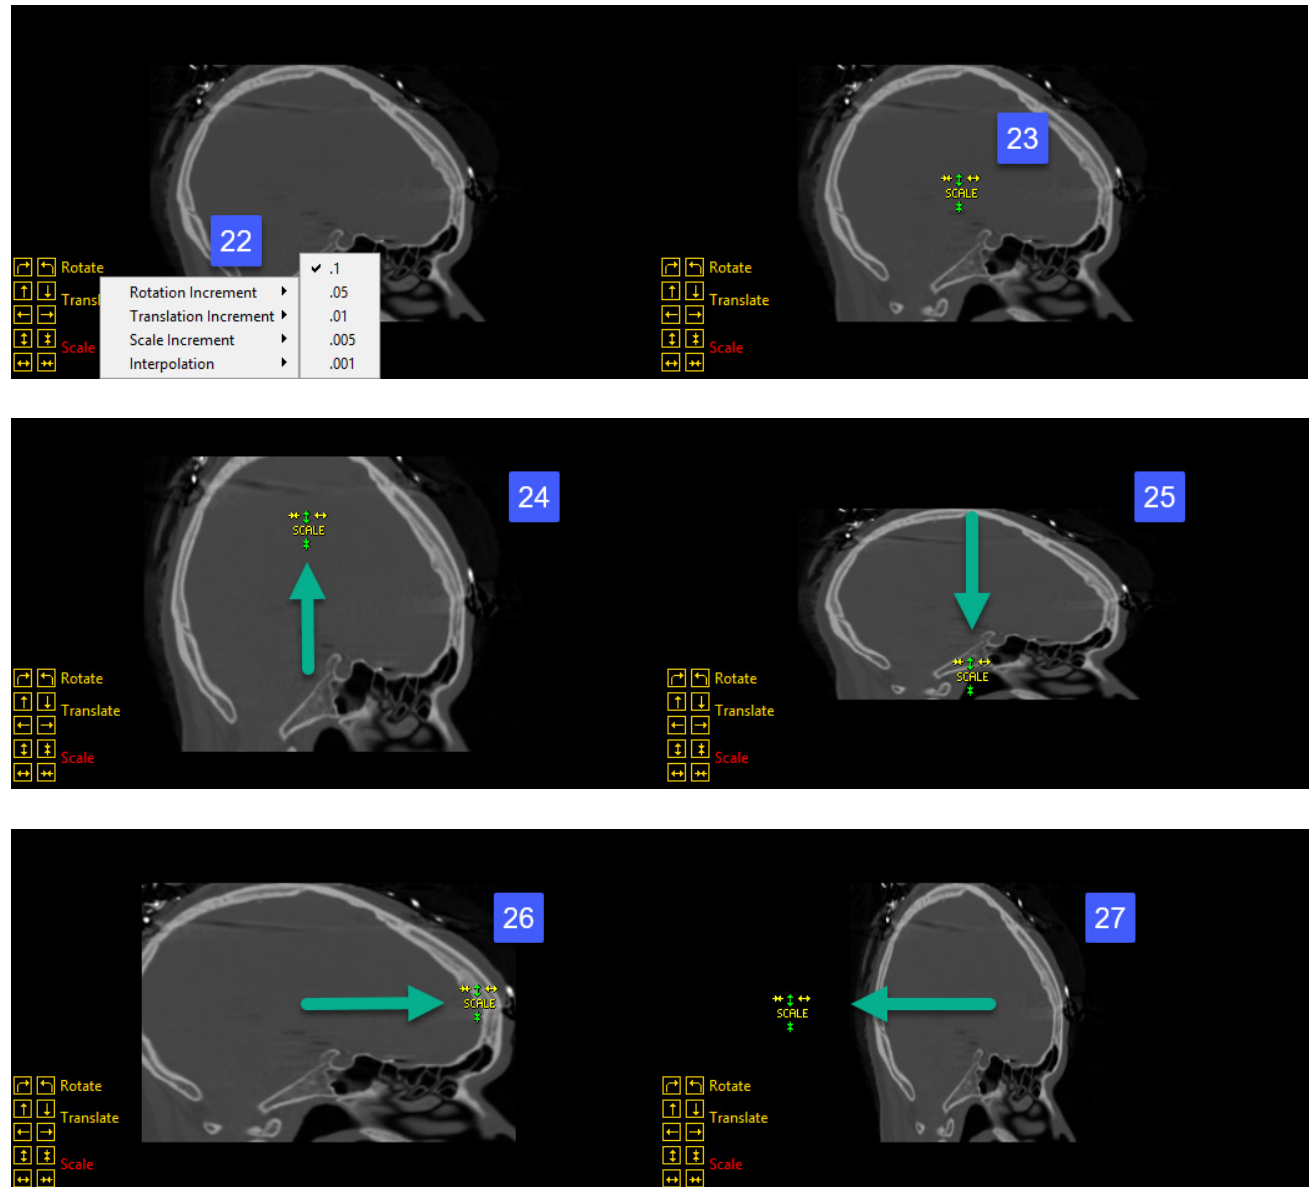 22
Rotate
Transl
Scale
Rotation Increment
Translation Increment
Scale Increment
Interpolation
.1
.05
.01
.005
.001
23
SCALE
Rotate
Translate
Scale
24
SCALE
Rotate
Translate
Scale
25
SCALE
Rotate
Translate
Scale
26
SCALE
Rotate
Translate
Scale
27
SCALE
Rotate
Translate
Scale